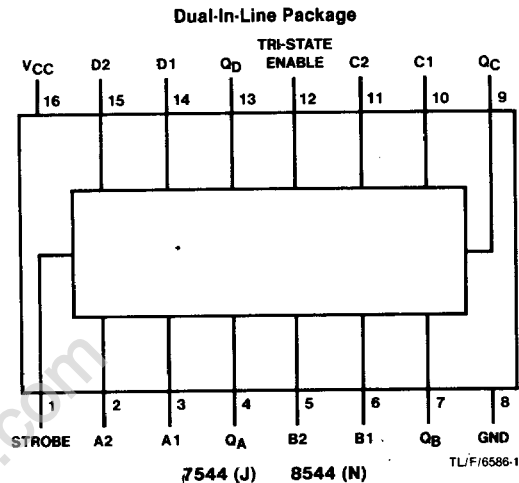 Dual-In-Line Package
TRI-STATE
VCC D2 D1 QD ENABLE C2 C1 QC
16 15 14 13 12 11 10 9
1 2 3 4 5 6 7 8
STROBE A2 A1 QA B2 B1 QB GND
TL/F/6586-1
7544 (J) 8544 (N)
.com